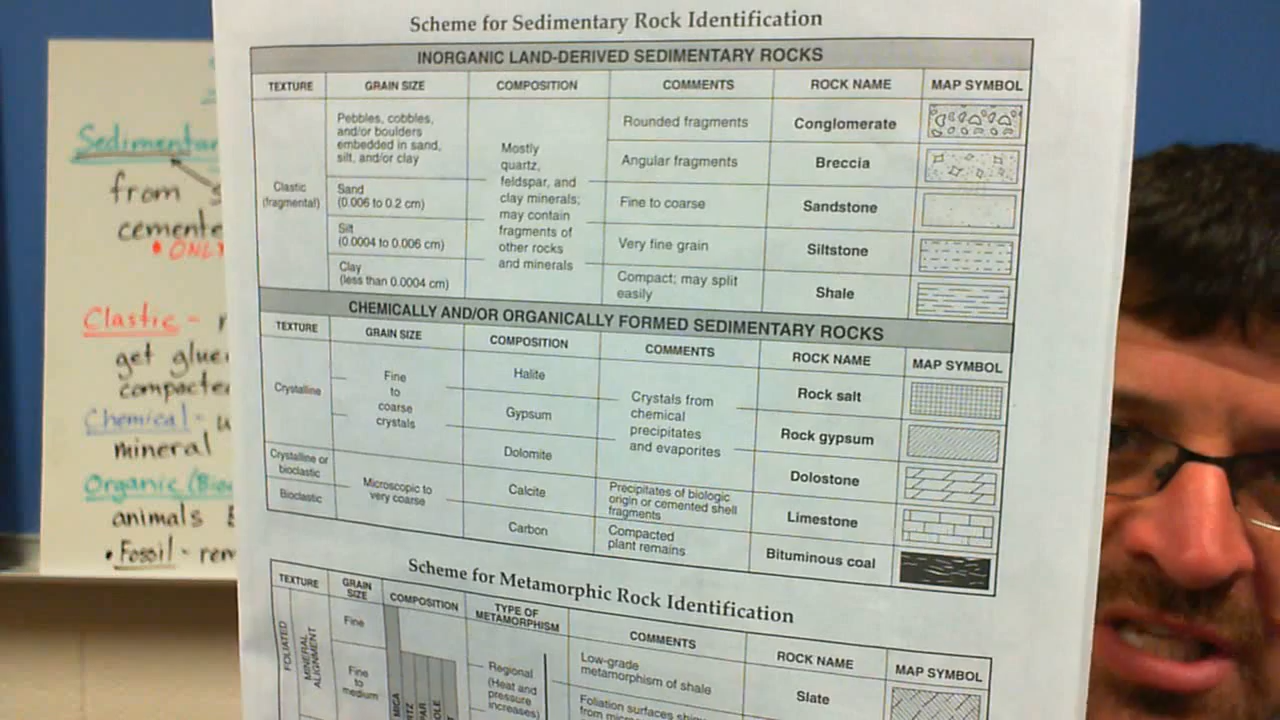 Scheme for Sedimentary Rock Identification
INORGANIC LAND-DERIVED SEDIMENTARY ROCKS
TEXTURE GRAIN SIZE COMPOSITION COMMENTS ROCK NAME MAP SYMBOL
Clastic
(fragmental)
Pebbles, cobbles,
and/or boulders
embedded in sand,
silt, and/or clay
Mostly
quartz,
feldspar, and
clay minerals;
may contain
fragments of
other rocks
and minerals
Rounded fragments
Conglomerate
Angular fragments
Breccia
Sand
(0.006 to 0.2 cm)
Fine to coarse
Sandstone
Silt
(0.0004 to 0.006 cm)
Very fine grain
Siltstone
Clay
(less than 0.0004 cm)
Compact; may split
easily
Shale
CHEMICALLY AND/OR ORGANICALLY FORMED SEDIMENTARY ROCKS
TEXTURE GRAIN SIZE COMPOSITION COMMENTS ROCK NAME MAP SYMBOL
Crystalline
Fine
to
coarse
crystals
Halite
Crystals from
chemical
precipitates
and evaporites
Rock salt
Gypsum
Rock gypsum
Dolomite
Dolostone
Crystalline or
bioclastic
Microscopic to
very coarse
Calcite
Precipitates of biologic
origin or cemented shell
fragments
Limestone
Bioclastic
Carbon
Compacted
plant remains
Bituminous coal
Scheme for Metamorphic Rock Identification
TEXTURE
GRAIN
SIZE
COMPOSITION
TYPE OF
METAMORPHISM
COMMENTS
ROCK NAME
MAP SYMBOL
FOLIATED
MINERAL
ALIGNMENT
Fine
Fine
to
medium
MICA
Regional
(Heat and
pressure
increases)
Low-grade
metamorphism of shale
Slate
Foliation surfaces
Sedimentar
from
cemente
• ONL
Clastic -
get glue
compacte
Chemical -
mineral
Organic (Bio
animals
• Fossil - rem